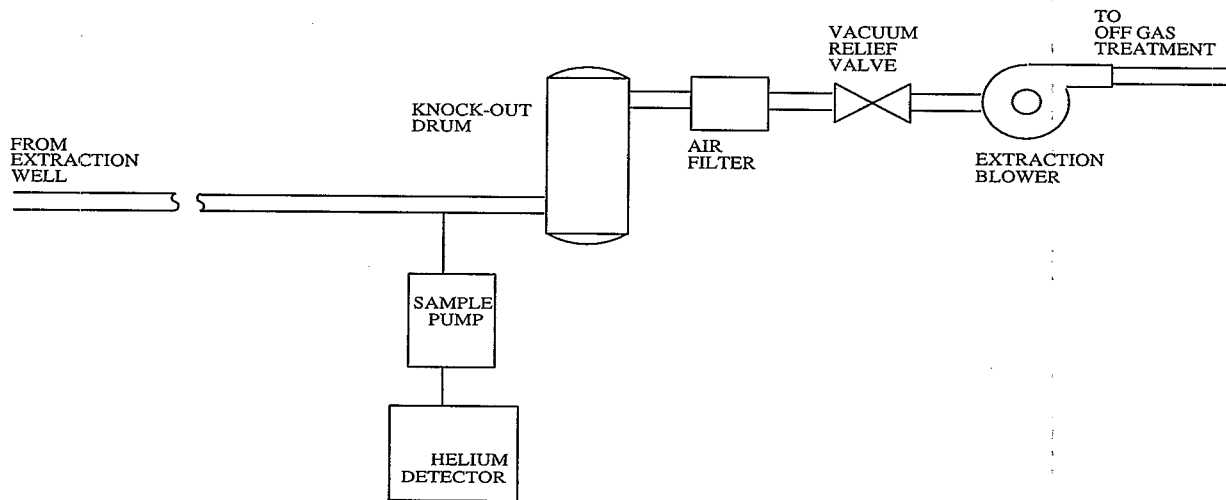 FROM
EXTRACTION
WELL
KNOCK-OUT
DRUM
AIR
FILTER
VACUUM
RELIEF
VALVE
EXTRACTION
BLOWER
TO
OFF GAS
TREATMENT
SAMPLE
PUMP
HELIUM
DETECTOR